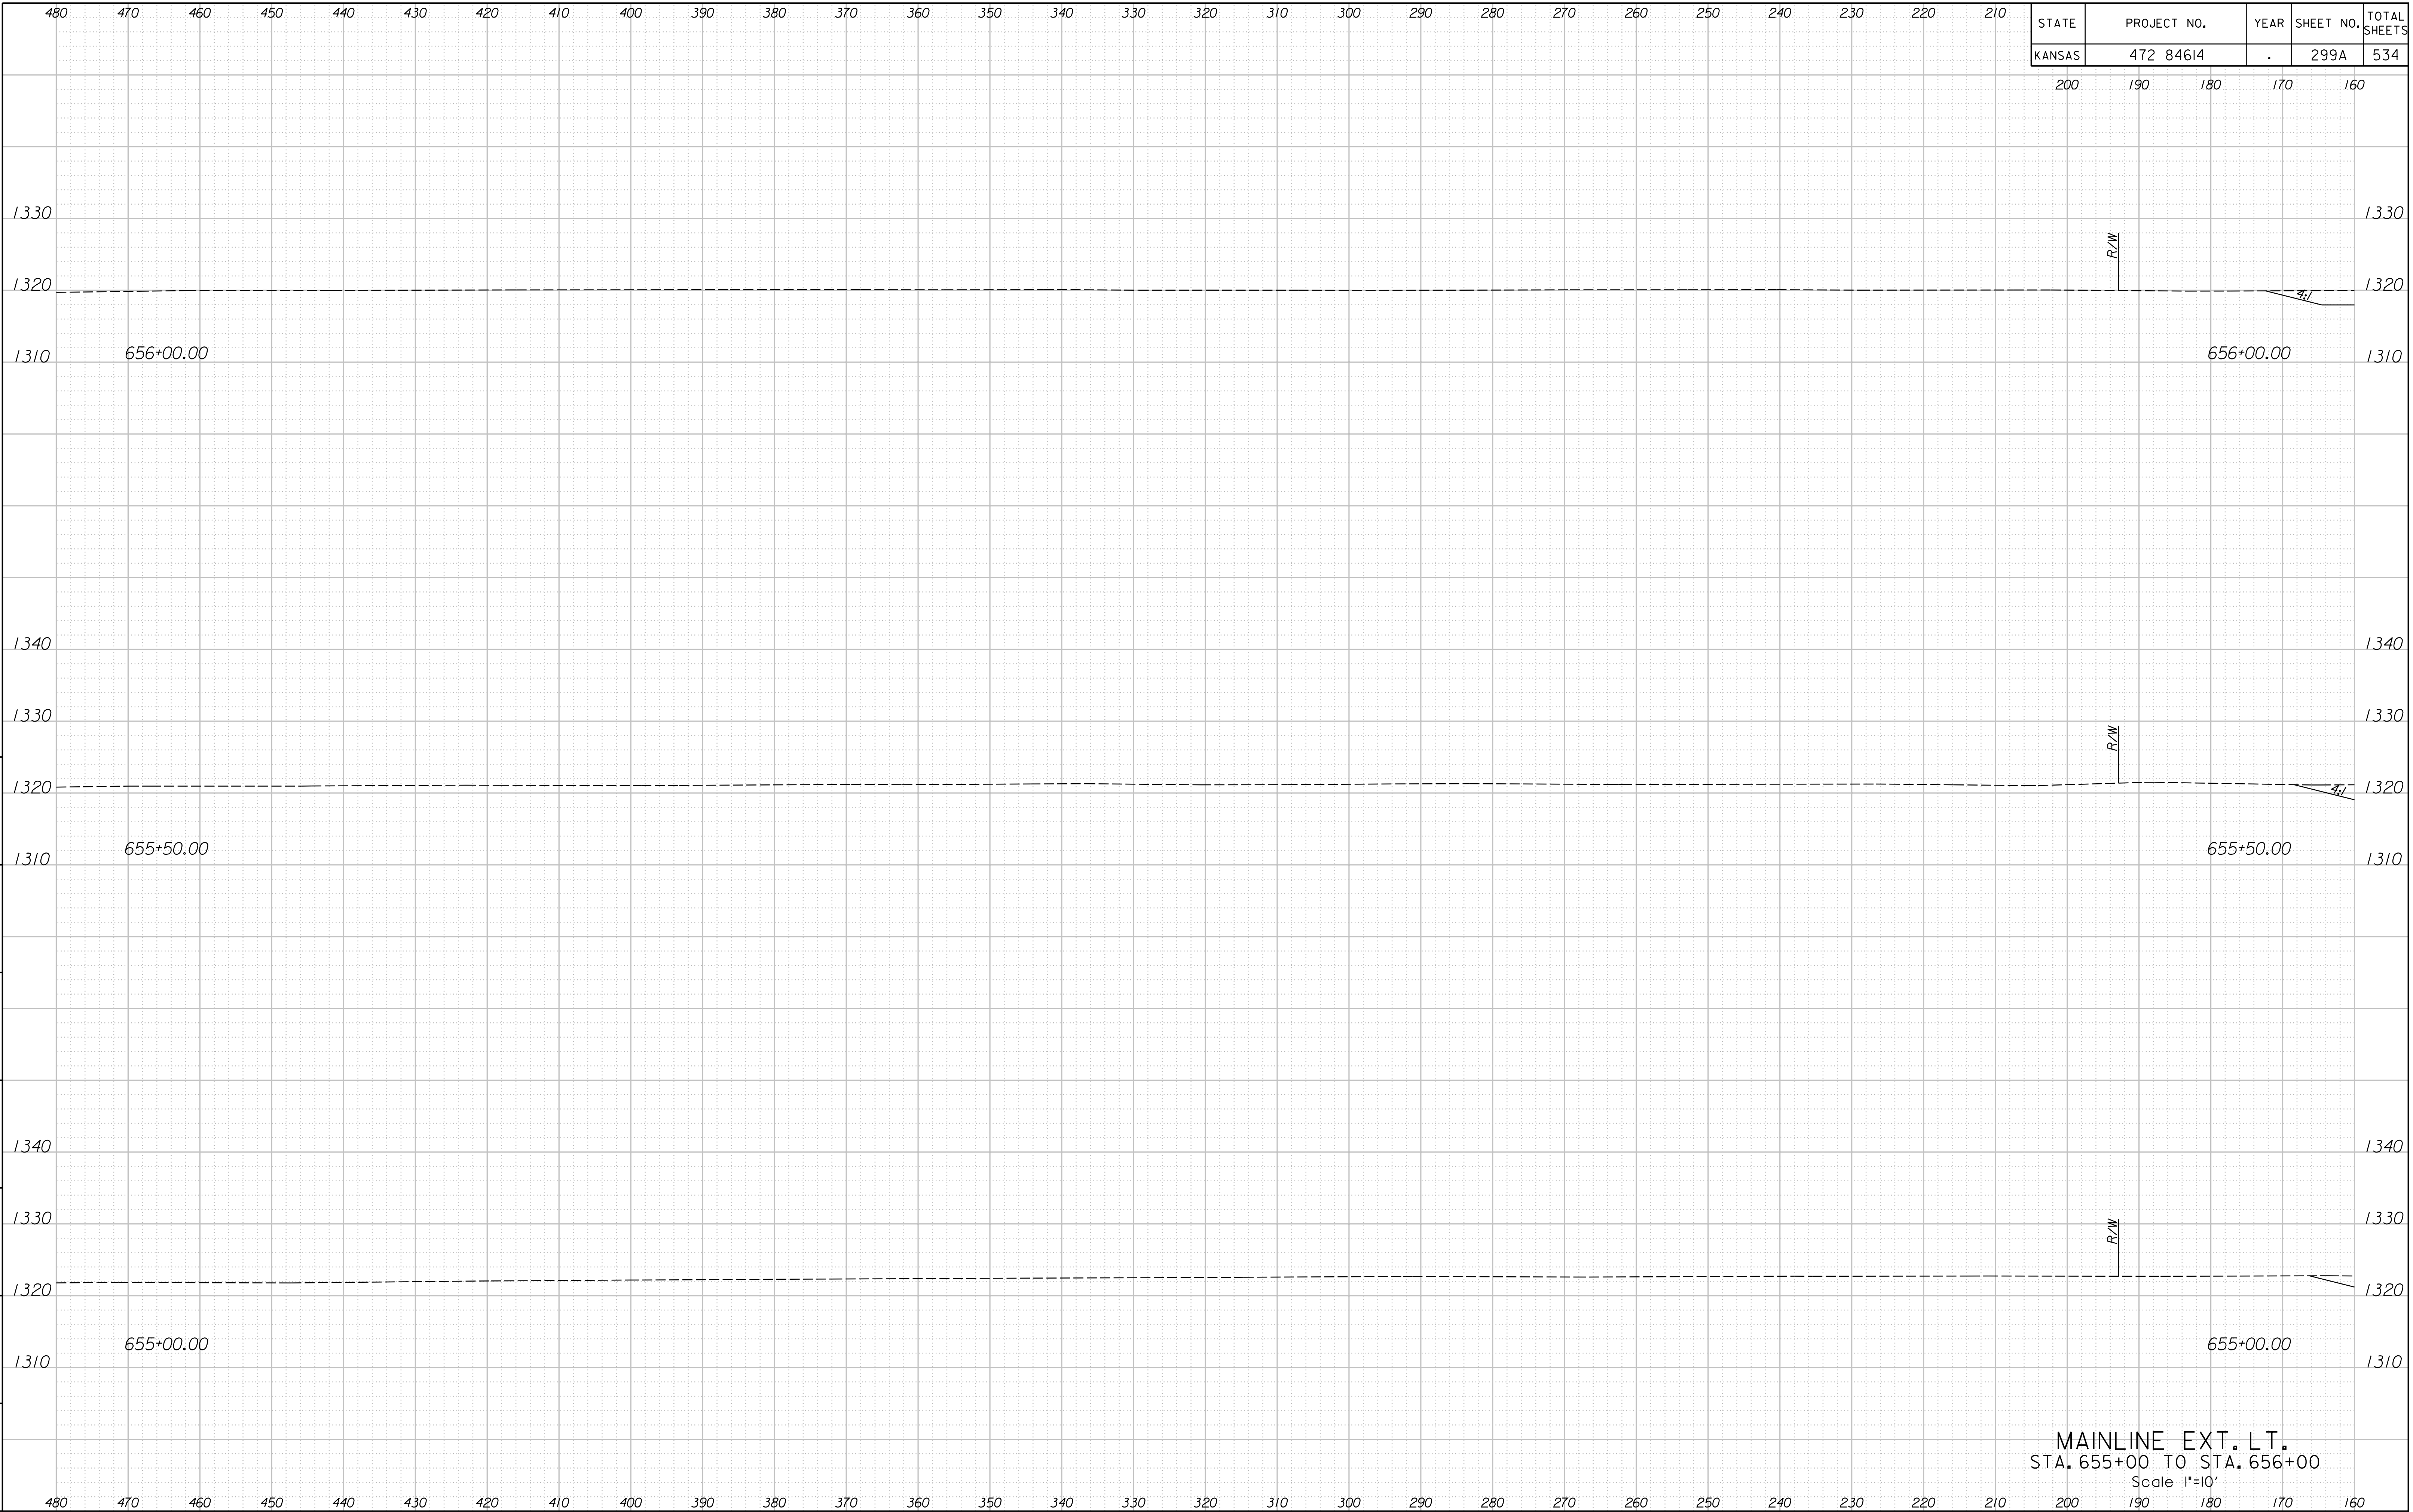 480 470 460 450 440 430 420 410 400 390 380 370 360 350 340 330 320 310 300 290 280 270 260 250 240 230 220 210
STATE PROJECT NO. YEAR SHEET NO. TOTAL SHEETS
KANSAS 472 84614 . 299A 534
200 190 180 170 160
1330 1330
R/W
1320 1320
4:1
1310 656+00.00 656+00.00 1310
1340 1340
1330 1330
R/W
1320 1320
4:1
1310 655+50.00 655+50.00 1310
1340 1340
1330 1330
R/W
1320 1320
655+00.00 655+00.00
1310 1310
MAINLINE EXT. LT.
STA. 655+00 TO STA. 656+00
Scale 1"=10'
480 470 460 450 440 430 420 410 400 390 380 370 360 350 340 330 320 310 300 290 280 270 260 250 240 230 220 210 200 190 180 170 160